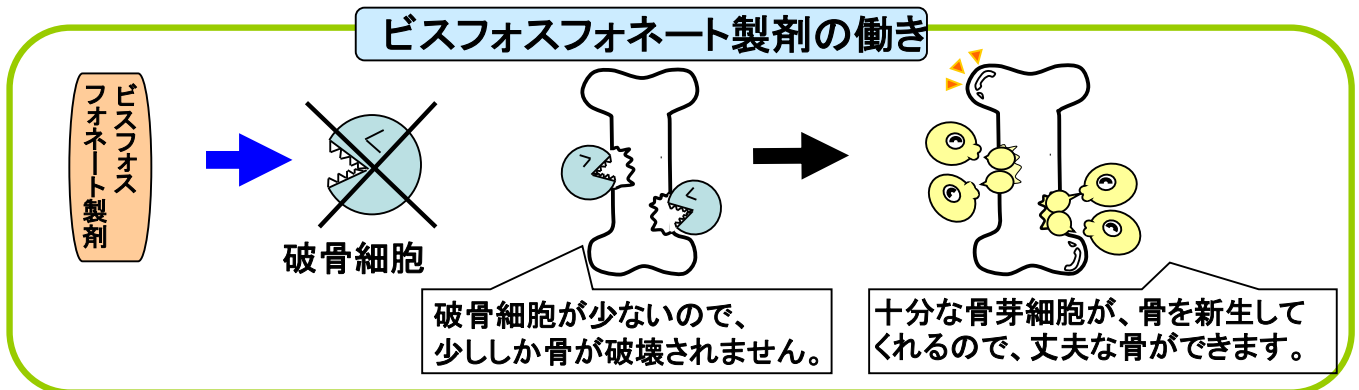 ビスフォスフォネート製剤の働き
ビスフォス
フォネート製剤
破骨細胞
破骨細胞が少ないので、
少ししか骨が破壊されません。
十分な骨芽細胞が、骨を新生して
くれるので、丈夫な骨ができます。